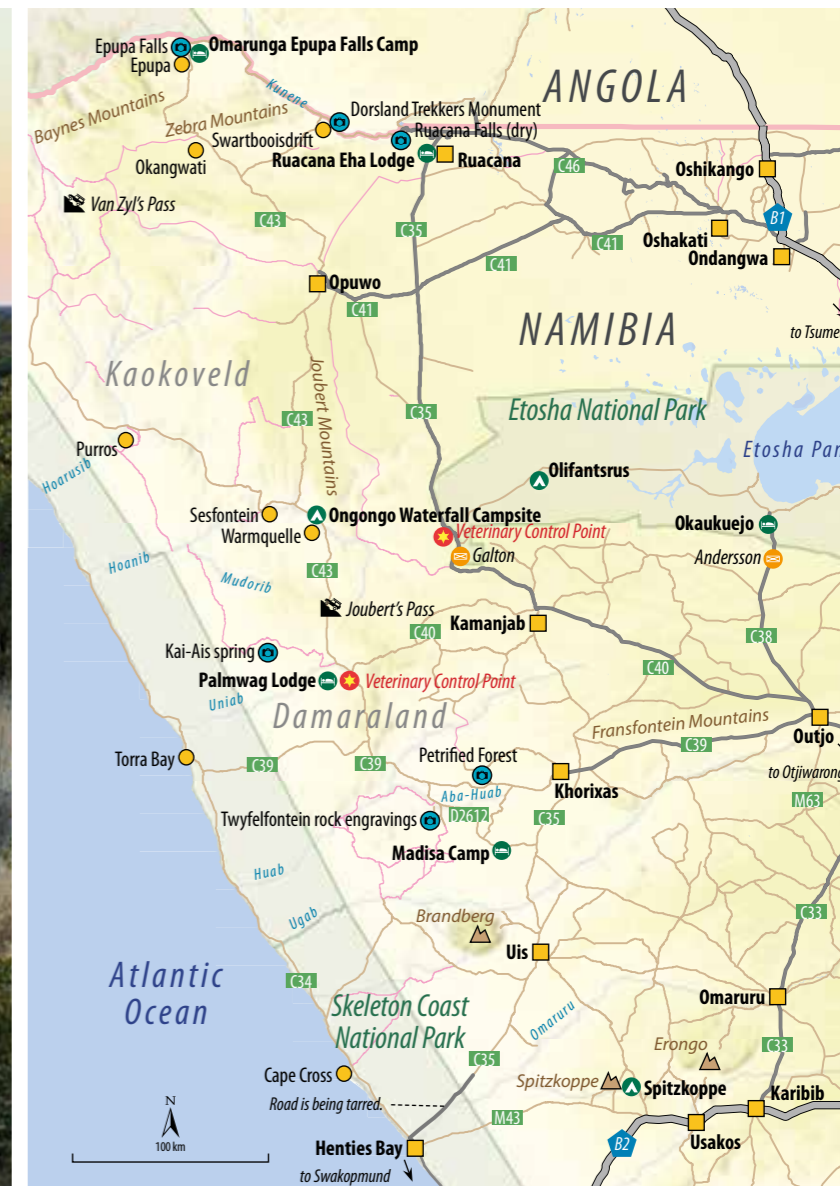 Epupa Falls
Omarunga Epupa Falls Camp
Epupa
ANGOLA
Kunene
Baynes Mountains
Zebra Mountains
Dorsland Trekkers Monument
Swartbooisdrift
Ruacana Falls (dry)
Okangwati
Ruacana Eha Lodge
Ruacana
C46
Oshikango
Van Zyl's Pass
C43
C35
B1
Oshakati
C41
Ondangwa
C41
Opuwo
C41
NAMIBIA
to Tsume
Kaokoveld
Joubert Mountains
C43
C35
Etosha National Park
Purros
Etosha Pan
Hoarusib
Olifantsrus
Sesfontein
Ongongo Waterfall Campsite
Okaukuejo
Warmquelle
Veterinary Control Point
Galton
Andersson
Hoanib
Mudorib
C43
Joubert's Pass
Kamanjab
C40
C38
Kai-Ais spring
C40
Palmwag Lodge
Veterinary Control Point
Uniab
Damaraland
Fransfontein Mountains
Outjo
Torra Bay
C39
C39
Petrified Forest
C39
to Otjiwarong
Khorixas
Aba-Huab
M63
Twyfelfontein rock engravings
D2612
C35
Madisa Camp
Huab
Ugab
Brandberg
C33
Uis
Atlantic
Ocean
C34
Skeleton Coast
National Park
Omaruru
Omaruru
C35
Erongo
C33
Cape Cross
Spitzkoppe
Spitzkoppe
Karibib
N
Road is being tarred.
M43
100 km
Henties Bay
B2
Usakos
to Swakopmund